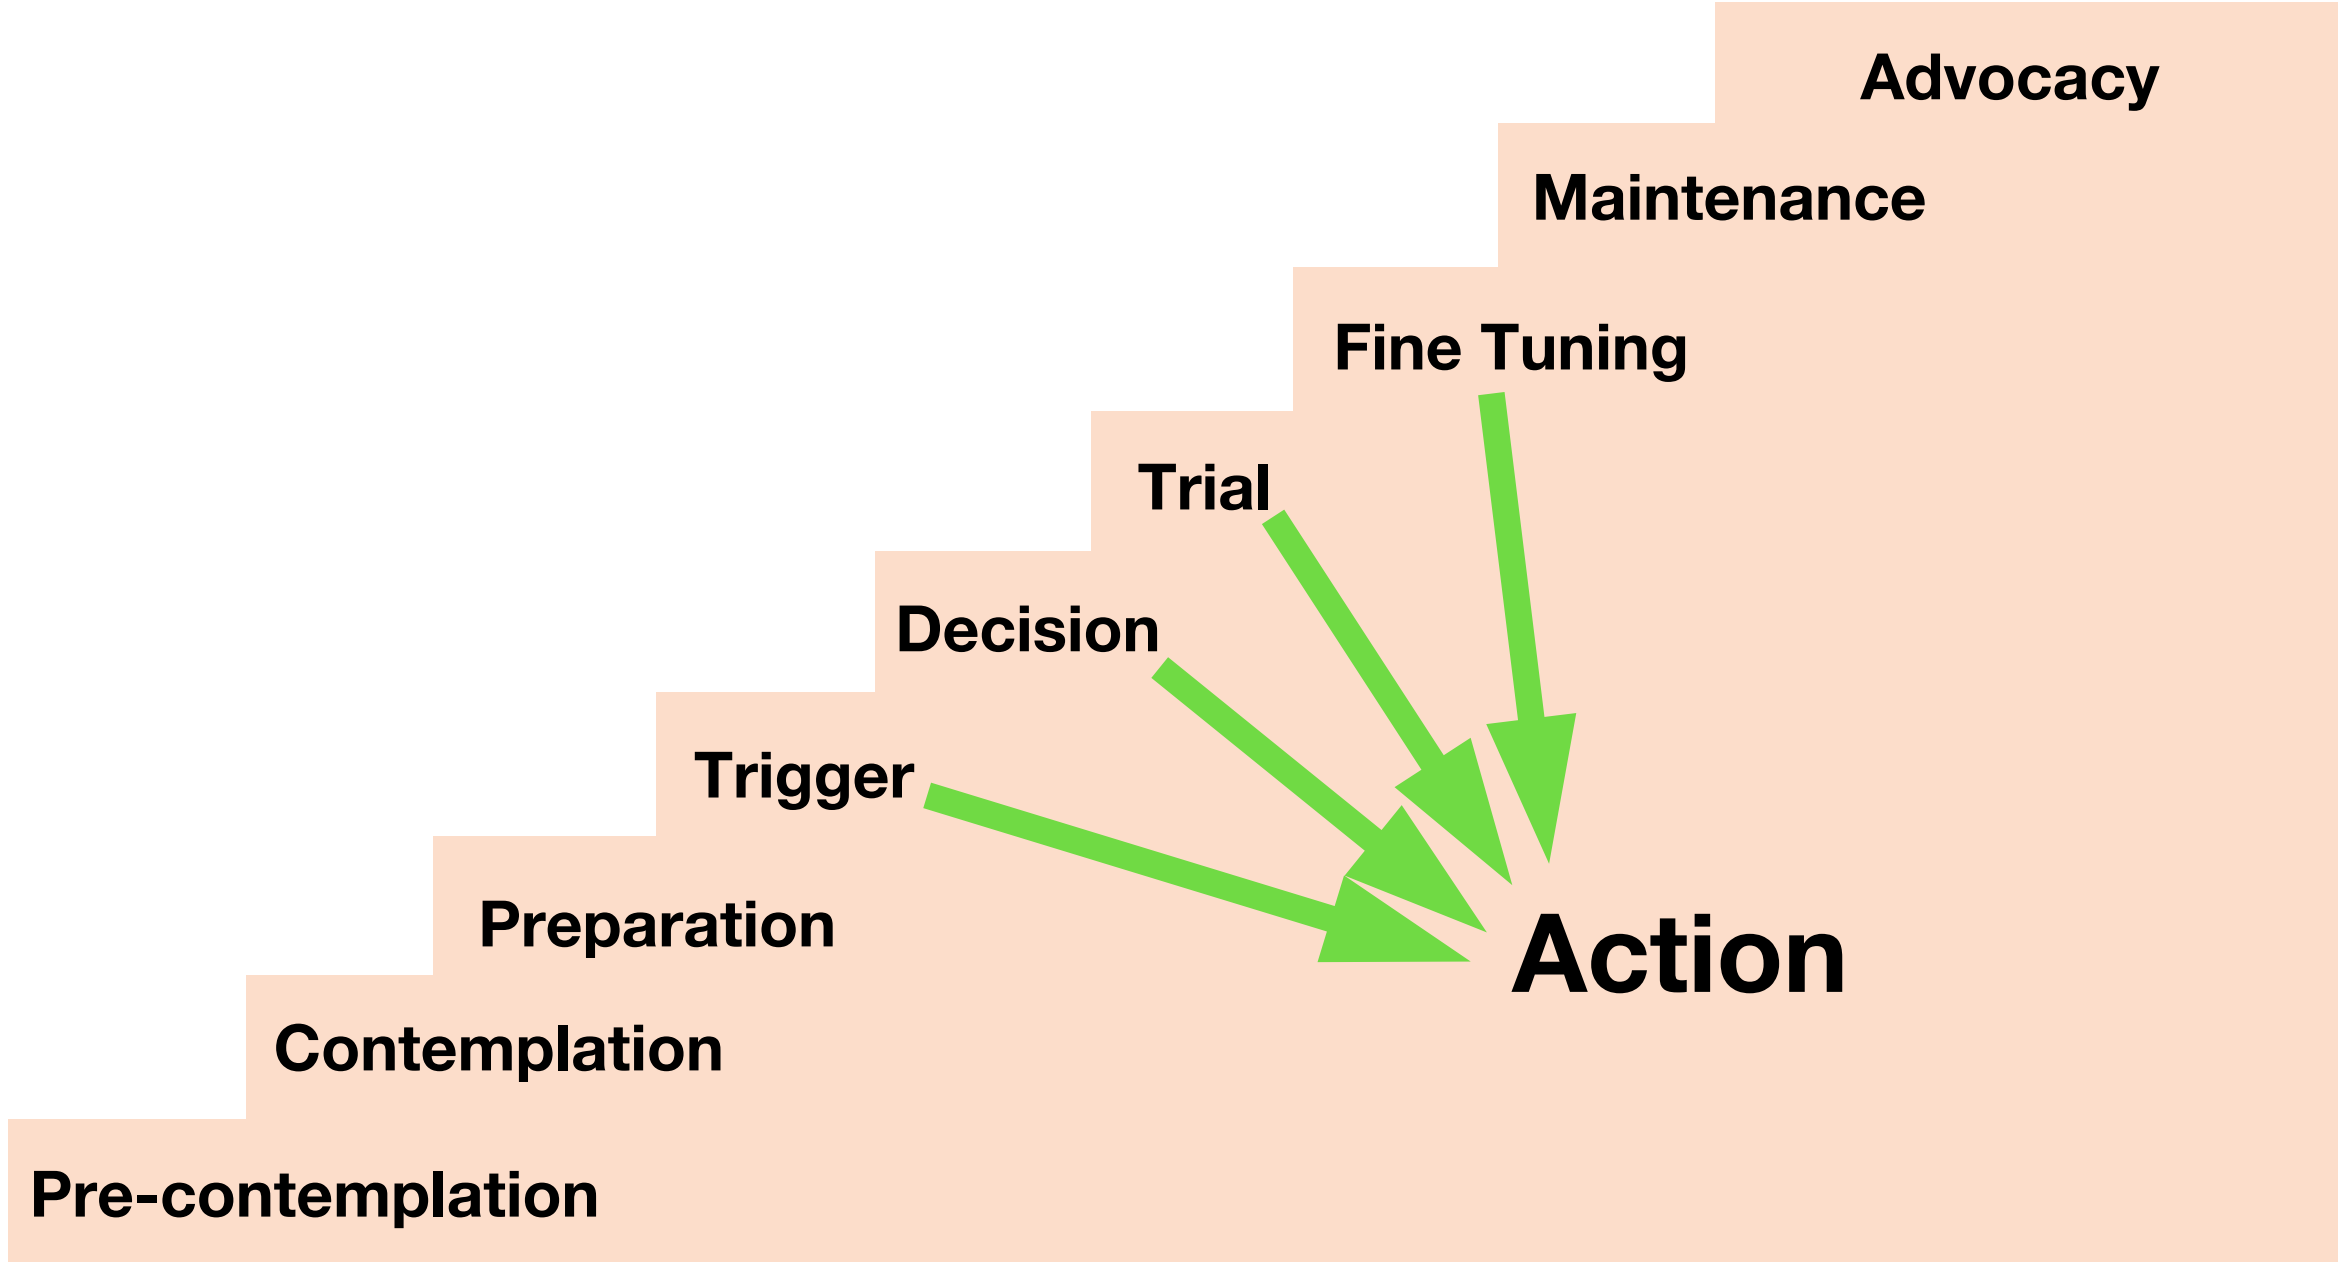 Advocacy
Maintenance
Fine Tuning
Trial
Decision
Trigger
Preparation
Action
Contemplation
Pre-contemplation